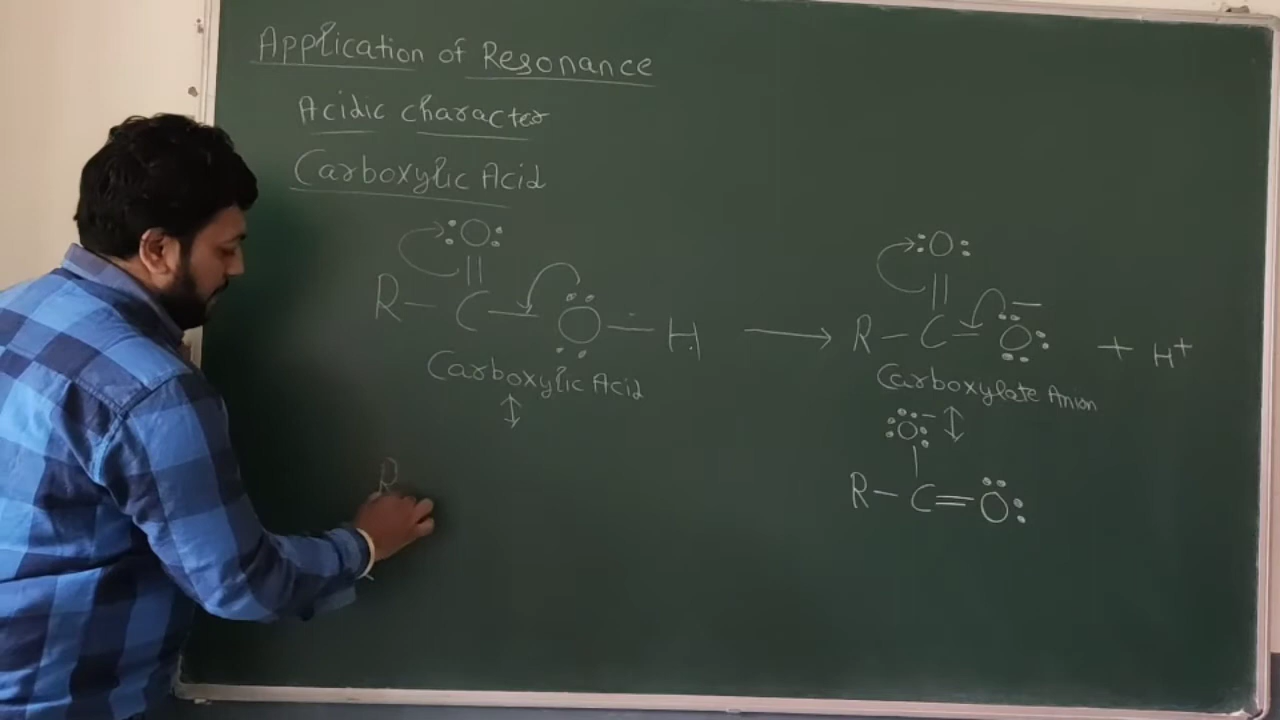 Application of Resonance
Acidic character
Carboxylic Acid
:O:
||
R – C – O – H
Carboxylic Acid
↕
R
→
:O:
||
R – C – O:⁻ + H⁺
Carboxylate Anion
:O:⁻ ↕
|
R – C = O: